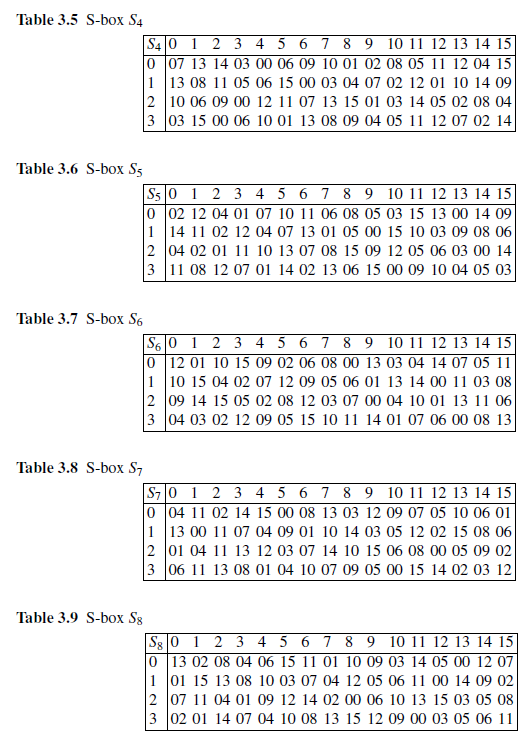 Table 3.5 S-box S4
S4 0 1 2 3 4 5 6 7 8 9 10 11 12 13 14 15
0 07 13 14 03 00 06 09 10 01 02 08 05 11 12 04 15
1 13 08 11 05 06 15 00 03 04 07 02 12 01 10 14 09
2 10 06 09 00 12 11 07 13 15 01 03 14 05 02 08 04
3 03 15 00 06 10 01 13 08 09 04 05 11 12 07 02 14
Table 3.6 S-box S5
S5 0 1 2 3 4 5 6 7 8 9 10 11 12 13 14 15
0 02 12 04 01 07 10 11 06 08 05 03 15 13 00 14 09
1 14 11 02 12 04 07 13 01 05 00 15 10 03 09 08 06
2 04 02 01 11 10 13 07 08 15 09 12 05 06 03 00 14
3 11 08 12 07 01 14 02 13 06 15 00 09 10 04 05 03
Table 3.7 S-box S6
S6 0 1 2 3 4 5 6 7 8 9 10 11 12 13 14 15
0 12 01 10 15 09 02 06 08 00 13 03 04 14 07 05 11
1 10 15 04 02 07 12 09 05 06 01 13 14 00 11 03 08
2 09 14 15 05 02 08 12 03 07 00 04 10 01 13 11 06
3 04 03 02 12 09 05 15 10 11 14 01 07 06 00 08 13
Table 3.8 S-box S7
S7 0 1 2 3 4 5 6 7 8 9 10 11 12 13 14 15
0 04 11 02 14 15 00 08 13 03 12 09 07 05 10 06 01
1 13 00 11 07 04 09 01 10 14 03 05 12 02 15 08 06
2 01 04 11 13 12 03 07 14 10 15 06 08 00 05 09 02
3 06 11 13 08 01 04 10 07 09 05 00 15 14 02 03 12
Table 3.9 S-box S8
S8 0 1 2 3 4 5 6 7 8 9 10 11 12 13 14 15
0 13 02 08 04 06 15 11 01 10 09 03 14 05 00 12 07
1 01 15 13 08 10 03 07 04 12 05 06 11 00 14 09 02
2 07 11 04 01 09 12 14 02 00 06 10 13 15 03 05 08
3 02 01 14 07 04 10 08 13 15 12 09 00 03 05 06 11